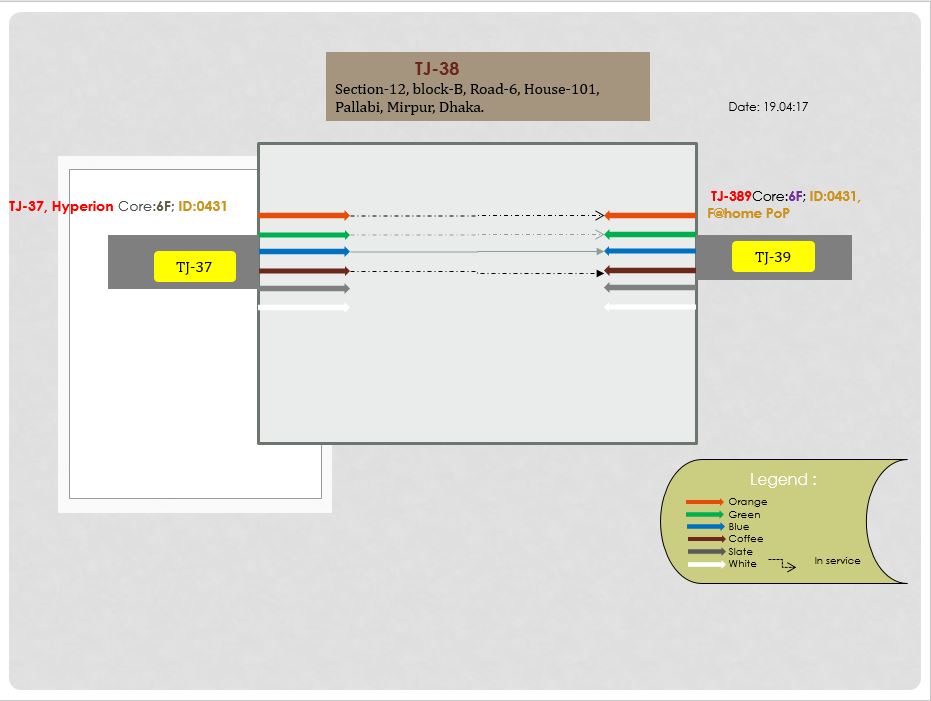 TJ-38
Section-12, block-B, Road-6, House-101,
Pallabi, Mirpur, Dhaka.
Date: 19.04:17
TJ-37, Hyperion Core:6F; ID:0431
TJ-389Core:6F; ID:0431,
F@home PoP
TJ-37
TJ-39
Legend :
Orange
Green
Blue
Coffee
Slate
White
In service